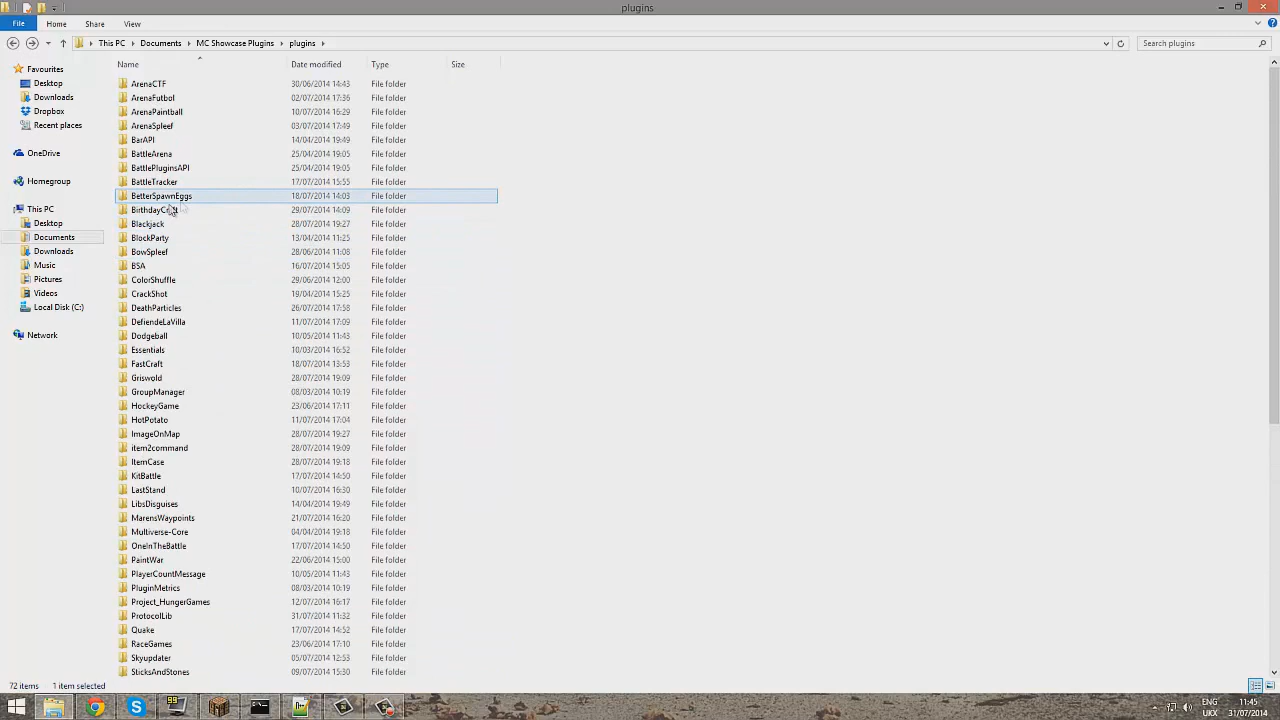 plugins
File Home Share View
This PC Documents MC Showcase Plugins plugins Search plugins
Name Date modified Type Size
Favourites
Desktop
Downloads
Dropbox
Recent places
OneDrive
Homegroup
This PC
Desktop
Documents
Downloads
Music
Pictures
Videos
Local Disk (C:)
Network
ArenaCTF 30/06/2014 14:43 File folder
ArenaFutbol 02/07/2014 17:36 File folder
ArenaPaintball 10/07/2014 16:29 File folder
ArenaSpleef 03/07/2014 17:49 File folder
BarAPI 14/04/2014 19:49 File folder
BattleArena 25/04/2014 19:05 File folder
BattlePluginsAPI 25/04/2014 19:05 File folder
BattleTracker 17/07/2014 15:55 File folder
BetterSpawnEggs 18/07/2014 14:03 File folder
29/07/2014 14:09 File folder
Blackjack 28/07/2014 19:27 File folder
BlockParty 13/04/2014 11:25 File folder
BowSpleef 28/06/2014 11:08 File folder
BSA 16/07/2014 15:05 File folder
ColorShuffle 29/06/2014 12:00 File folder
CrackShot 19/04/2014 15:25 File folder
DeathParticles 26/07/2014 17:58 File folder
DefiendeLaVilla 11/07/2014 17:09 File folder
Dodgeball 10/05/2014 11:43 File folder
Essentials 10/03/2014 16:52 File folder
FastCraft 18/07/2014 13:53 File folder
Griswold 28/07/2014 19:09 File folder
GroupManager 08/03/2014 10:19 File folder
HockeyGame 23/06/2014 17:11 File folder
HotPotato 11/07/2014 17:04 File folder
ImageOnMap 28/07/2014 19:27 File folder
item2command 28/07/2014 19:09 File folder
ItemCase 28/07/2014 19:18 File folder
KitBattle 17/07/2014 14:50 File folder
LastStand 10/07/2014 16:30 File folder
LibsDisguises 14/04/2014 19:49 File folder
MarensWaypoints 21/07/2014 16:20 File folder
Multiverse-Core 04/04/2014 19:18 File folder
OneInTheBattle 17/07/2014 14:50 File folder
PaintWar 22/06/2014 15:00 File folder
PlayerCountMessage 10/05/2014 11:43 File folder
PluginMetrics 08/03/2014 10:19 File folder
Project_HungerGames 12/07/2014 16:17 File folder
ProtocolLib 31/07/2014 11:32 File folder
Quake 17/07/2014 14:52 File folder
RaceGames 23/06/2014 17:10 File folder
Skyupdater 05/07/2014 12:53 File folder
SticksAndStones 09/07/2014 15:30 File folder
72 items 1 item selected
ENG 11:45
UKX 31/07/2014